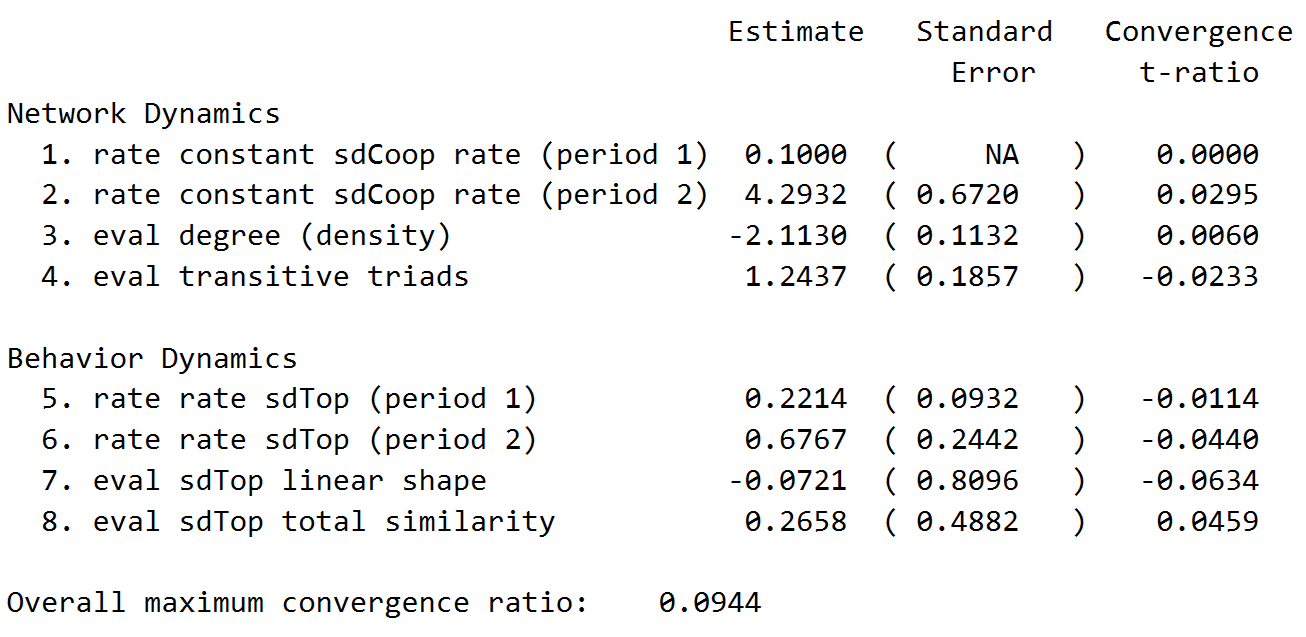 Estimate Standard Convergence
Error t-ratio
Network Dynamics
1. rate constant sdCoop rate (period 1) 0.1000 ( NA ) 0.0000
2. rate constant sdCoop rate (period 2) 4.2932 ( 0.6720 ) 0.0295
3. eval degree (density) -2.1130 ( 0.1132 ) 0.0060
4. eval transitive triads 1.2437 ( 0.1857 ) -0.0233
Behavior Dynamics
5. rate rate sdTop (period 1) 0.2214 ( 0.0932 ) -0.0114
6. rate rate sdTop (period 2) 0.6767 ( 0.2442 ) -0.0440
7. eval sdTop linear shape -0.0721 ( 0.8096 ) -0.0634
8. eval sdTop total similarity 0.2658 ( 0.4882 ) 0.0459
Overall maximum convergence ratio: 0.0944